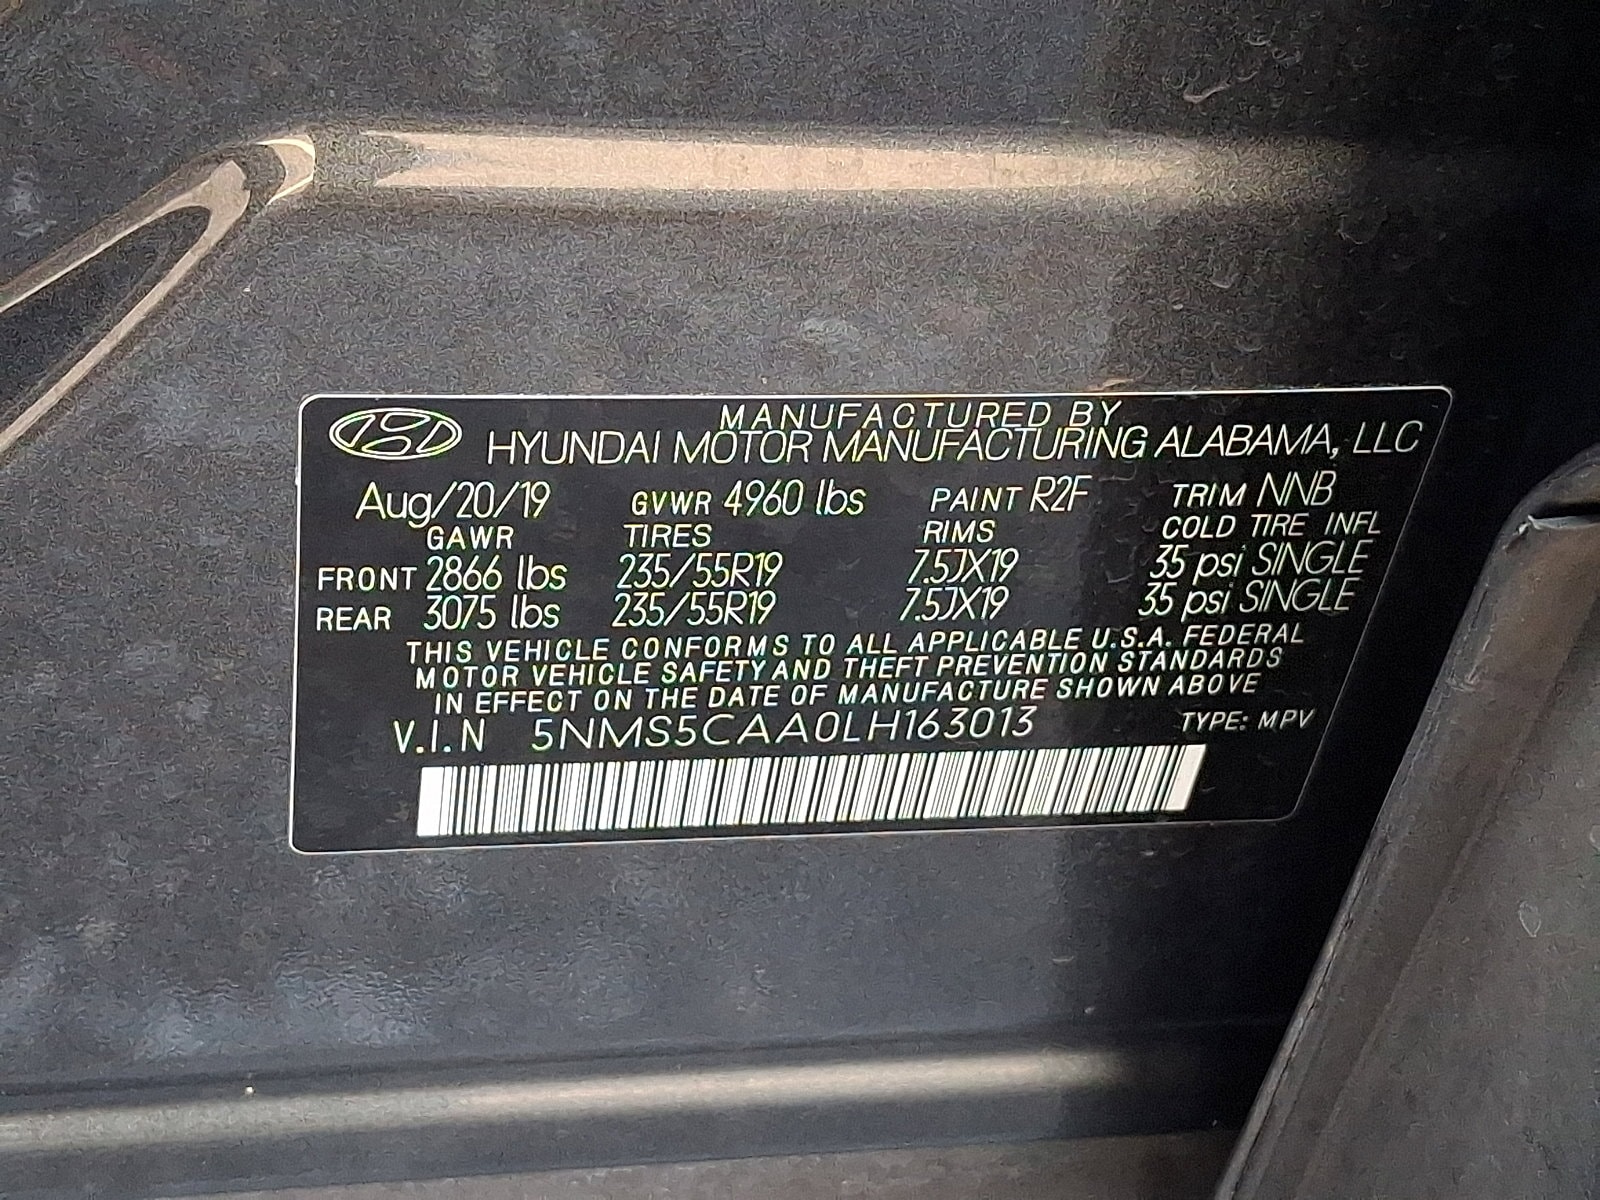 MANUFACTURED BY
HYUNDAI MOTOR MANUFACTURING ALABAMA, LLC
Aug/20/19 GVWR 4960 lbs PAINT R2F TRIM NNB
GAWR TIRES RIMS COLD TIRE INFL
FRONT 2866 lbs 235/55R19 7.5JX19 35 psi SINGLE
REAR 3075 lbs 235/55R19 7.5JX19 35 psi SINGLE
THIS VEHICLE CONFORMS TO ALL APPLICABLE U.S.A. FEDERAL
MOTOR VEHICLE SAFETY AND THEFT PREVENTION STANDARDS
IN EFFECT ON THE DATE OF MANUFACTURE SHOWN ABOVE
V.I.N 5NMS5CAA0LH163013 TYPE: MPV